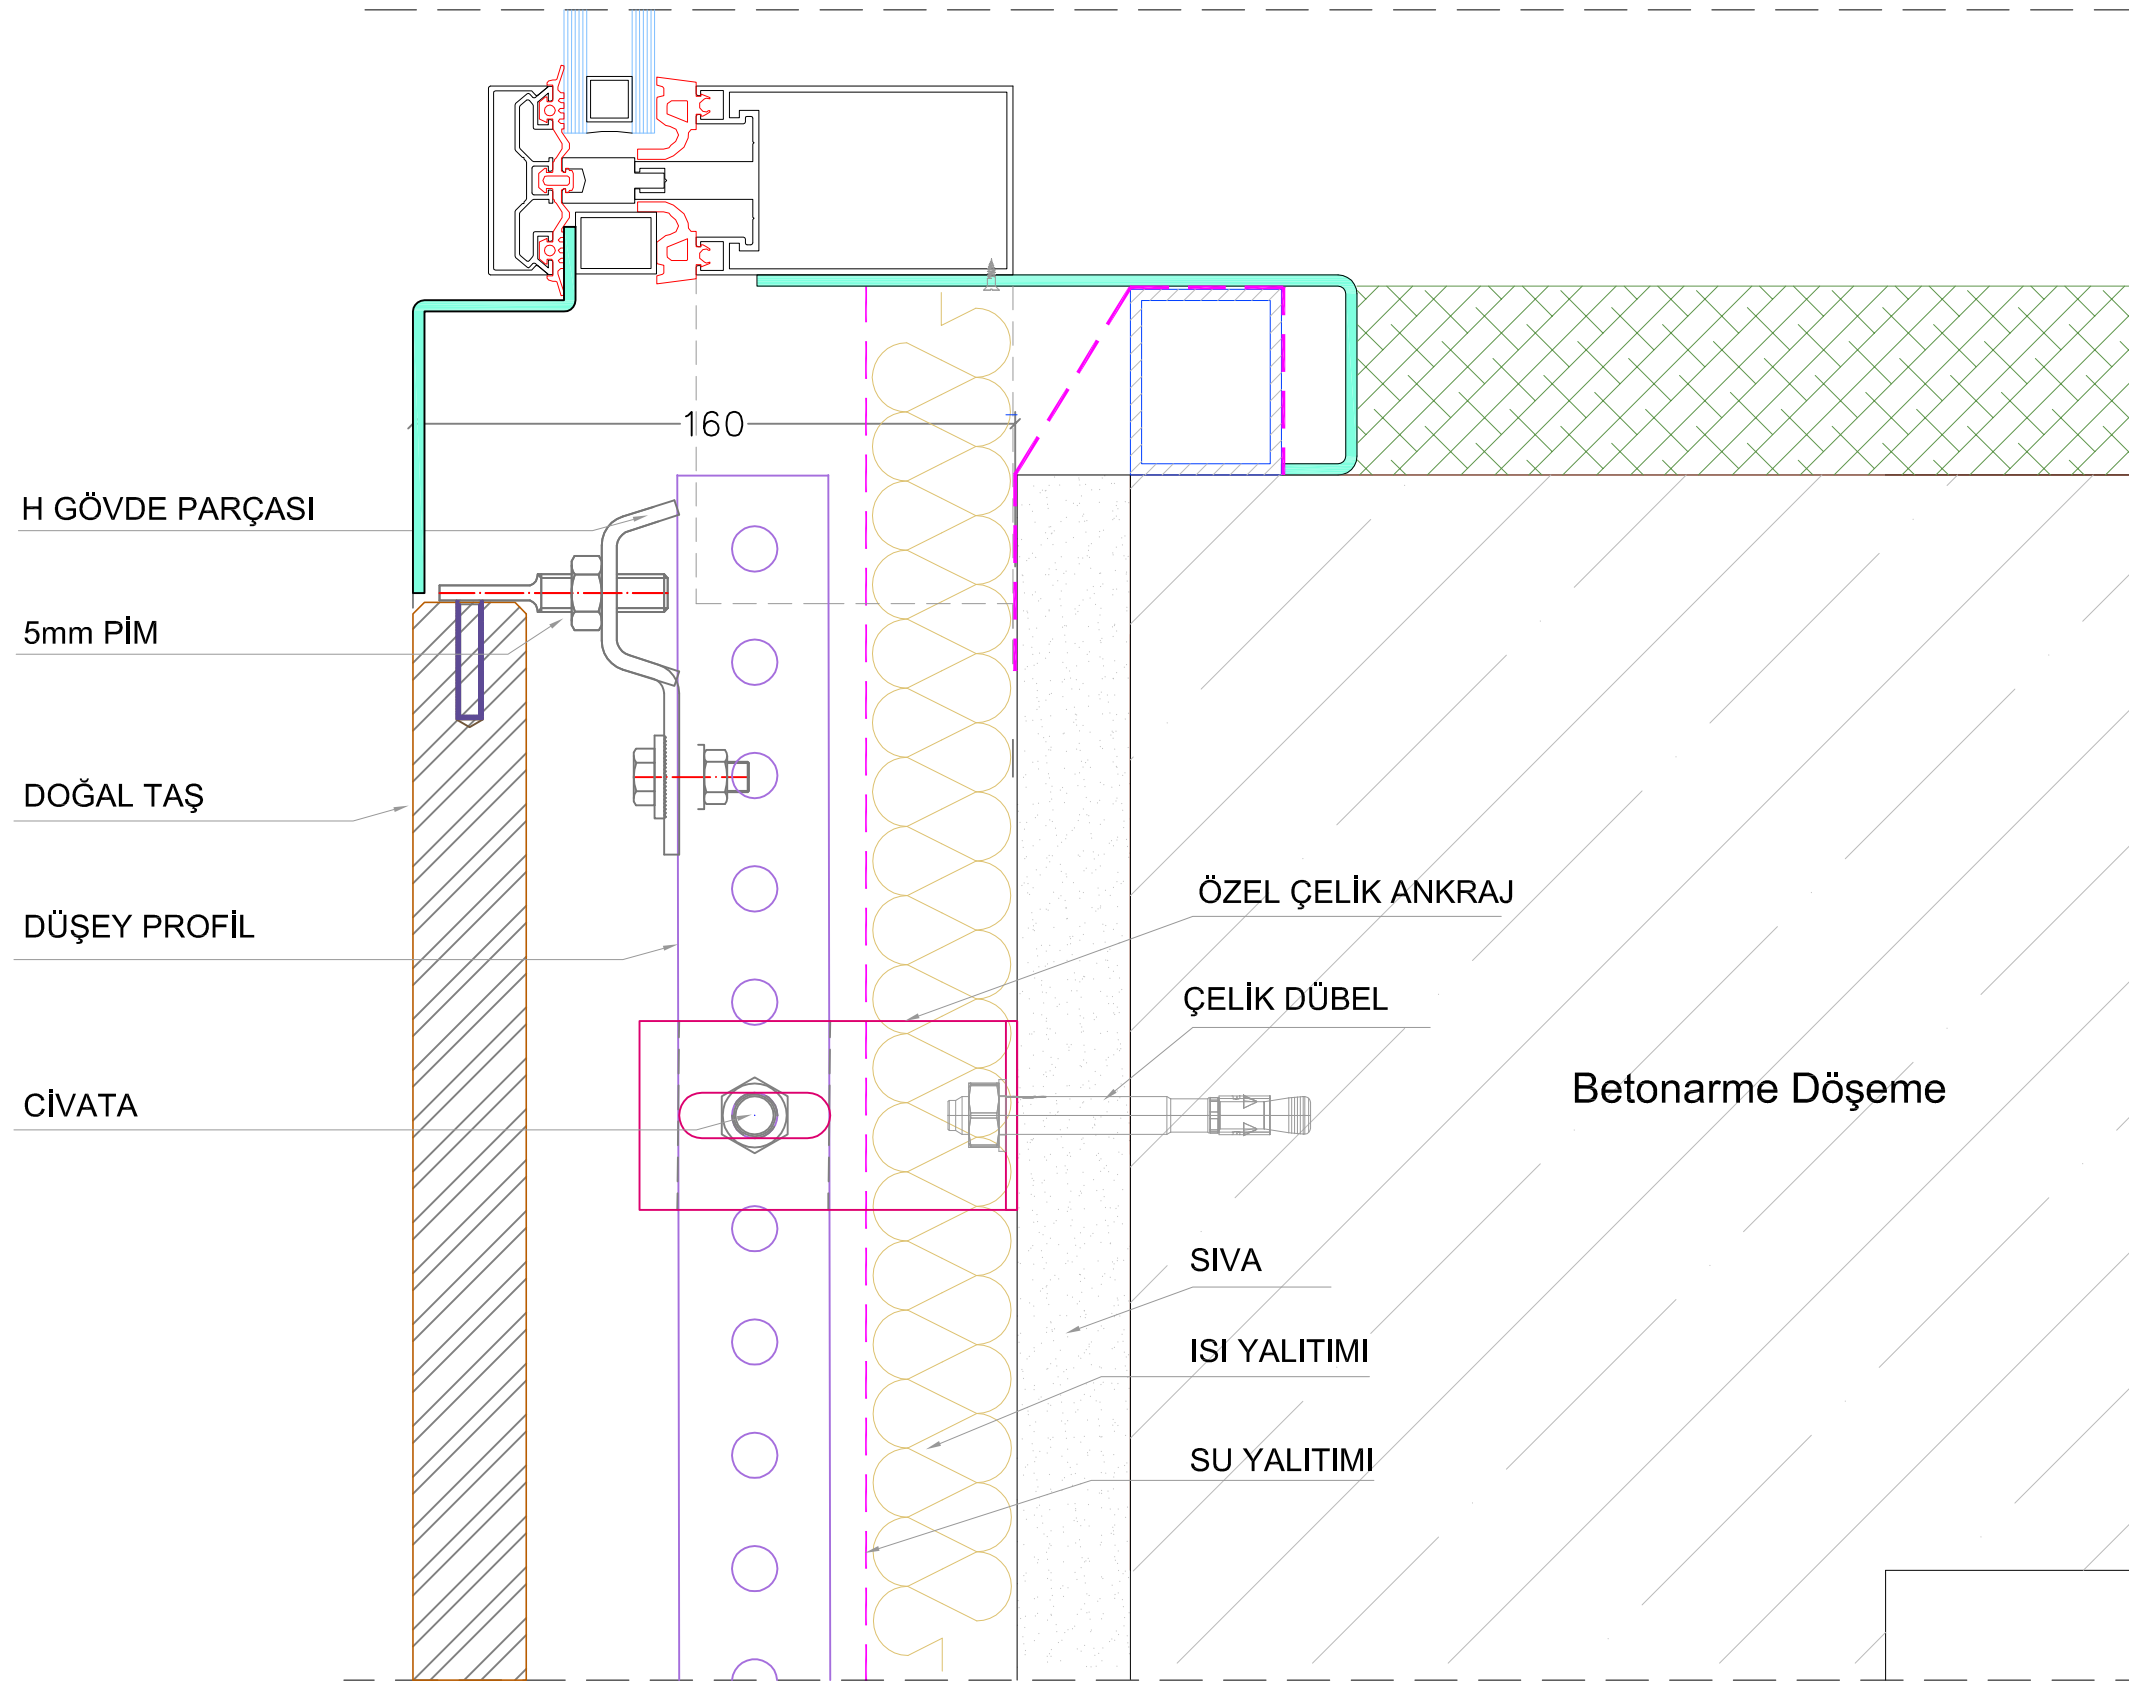 160
H GÖVDE PARÇASI
5mm PİM
DOĞAL TAŞ
DÜŞEY PROFİL
CİVATA
ÖZEL ÇELİK ANKRAJ
ÇELİK DÜBEL
Betonarme Döşeme
SIVA
ISI YALITIMI
SU YALITIMI